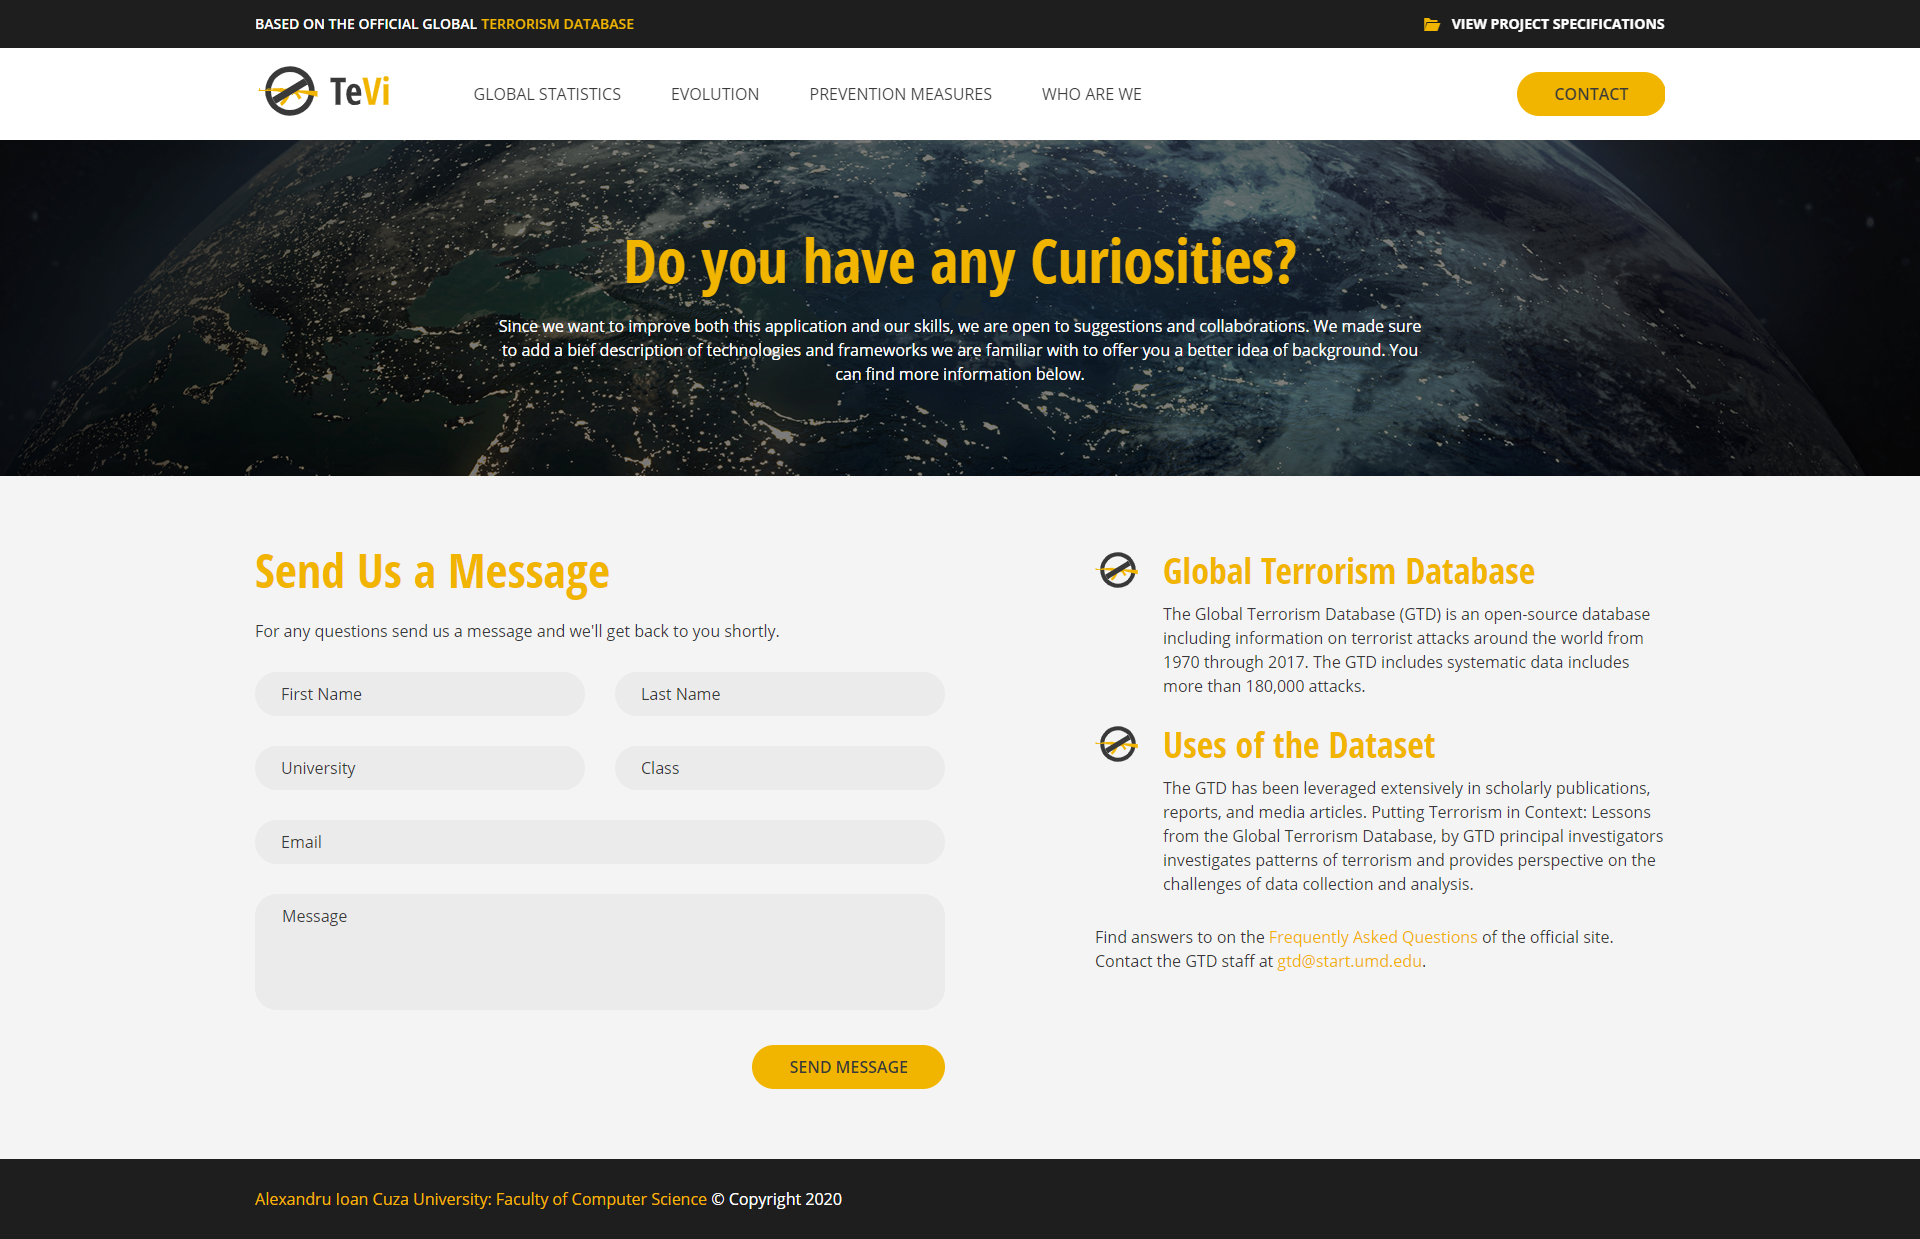 BASED ON THE OFFICIAL GLOBAL TERRORISM DATABASE
VIEW PROJECT SPECIFICATIONS
TeVi
GLOBAL STATISTICS
EVOLUTION
PREVENTION MEASURES
WHO ARE WE
CONTACT
Do you have any Curiosities?
Since we want to improve both this application and our skills, we are open to suggestions and collaborations. We made sure
to add a bief description of technologies and frameworks we are familiar with to offer you a better idea of background. You
can find more information below.
Send Us a Message
For any questions send us a message and we'll get back to you shortly.
First Name
Last Name
University
Class
Email
Message
SEND MESSAGE
Global Terrorism Database
The Global Terrorism Database (GTD) is an open-source database
including information on terrorist attacks around the world from
1970 through 2017. The GTD includes systematic data includes
more than 180,000 attacks.
Uses of the Dataset
The GTD has been leveraged extensively in scholarly publications,
reports, and media articles. Putting Terrorism in Context: Lessons
from the Global Terrorism Database, by GTD principal investigators
investigates patterns of terrorism and provides perspective on the
challenges of data collection and analysis.
Find answers to on the Frequently Asked Questions of the official site.
Contact the GTD staff at gtd@start.umd.edu.
Alexandru Ioan Cuza University: Faculty of Computer Science © Copyright 2020